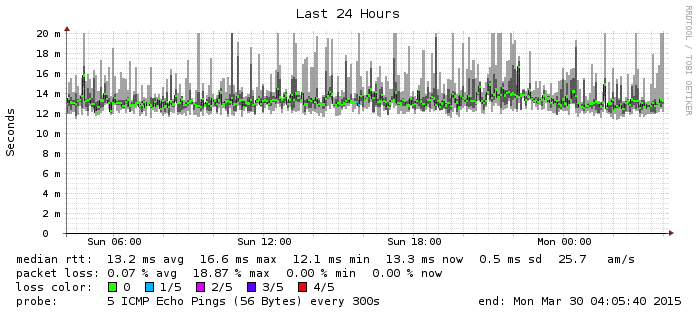 Last 24 Hours
RRDTOOL / TOBI OETIKER
Seconds
20 m
18 m
16 m
14 m
12 m
10 m
8 m
6 m
4 m
2 m
0
Sun 06:00 Sun 12:00 Sun 18:00 Mon 00:00
median rtt: 13.2 ms avg 16.6 ms max 12.1 ms min 13.3 ms now 0.5 ms sd 25.7 am/s
packet loss: 0.07 % avg 18.87 % max 0.00 % min 0.00 % now
loss color: 0 1/5 2/5 3/5 4/5
probe: 5 ICMP Echo Pings (56 Bytes) every 300s end: Mon Mar 30 04:05:40 2015